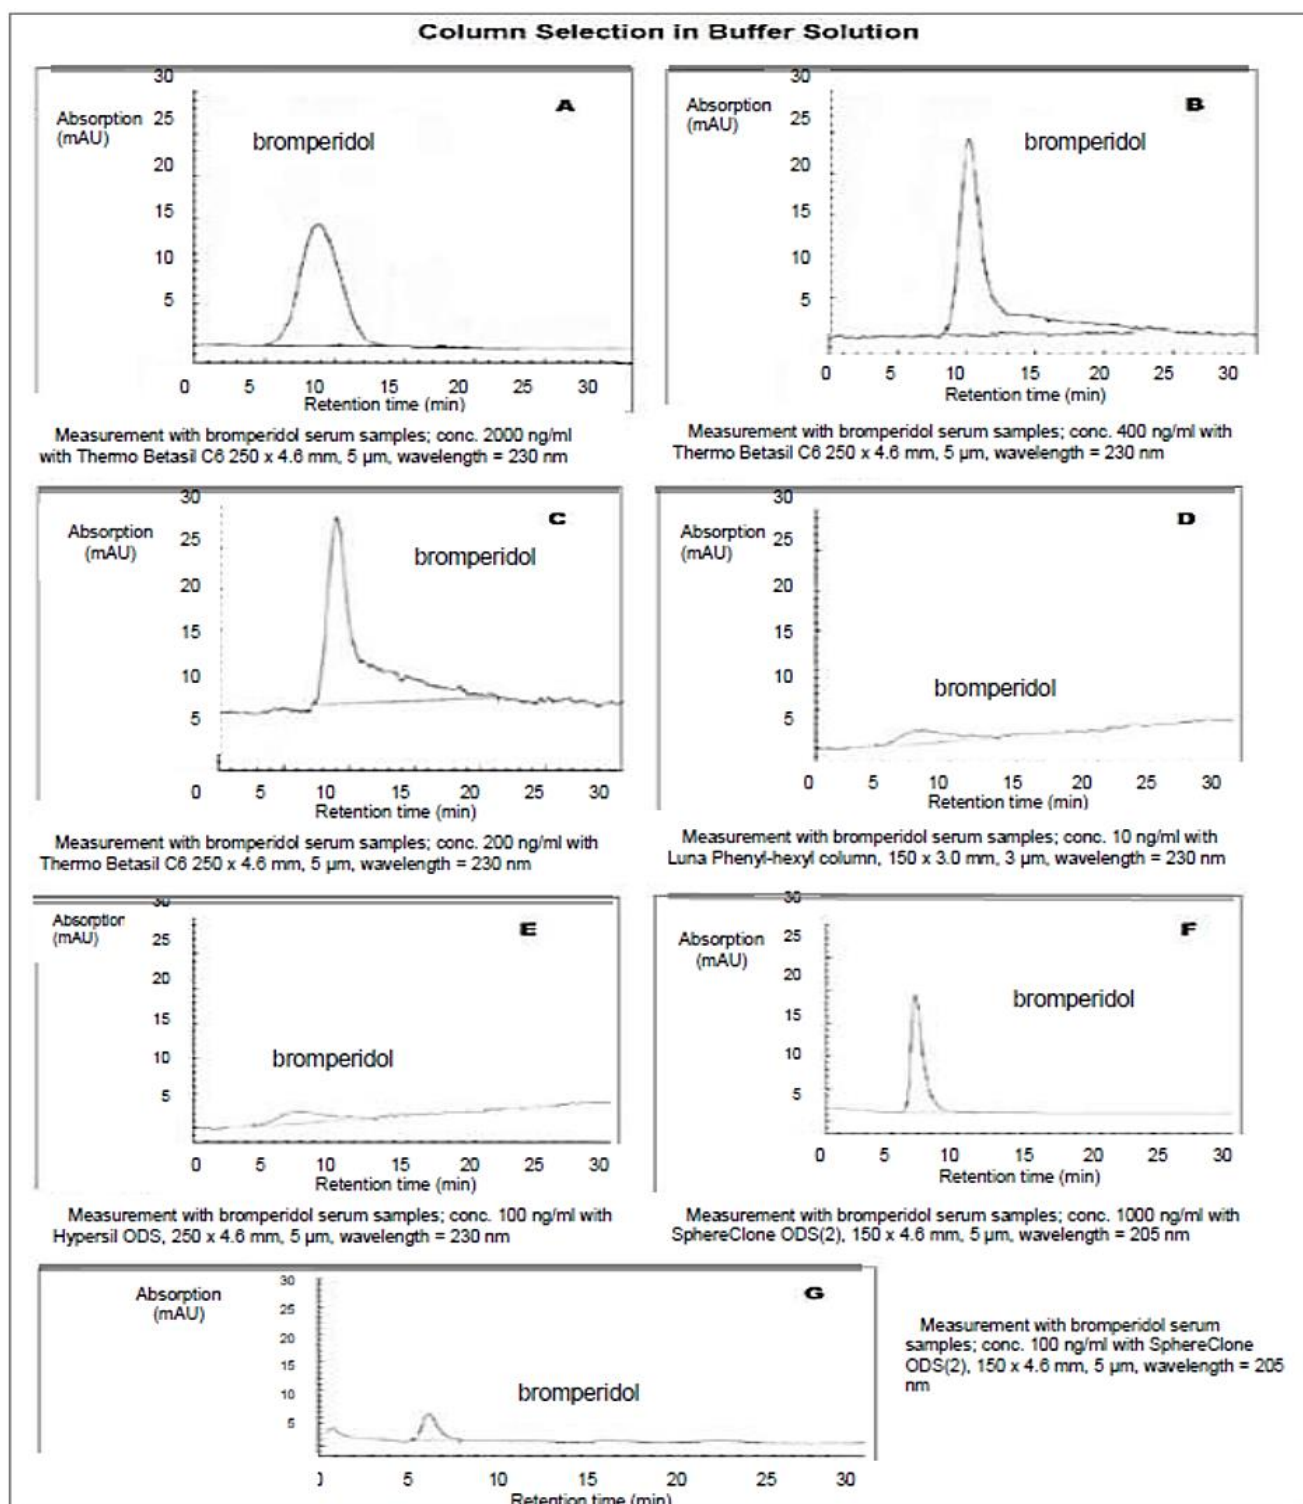 Column Selection in Buffer Solution
A
Absorption
(mAU)
30
25
20
15
10
5
bromperidol
0 5 10 15 20 25 30
Retention time (min)
Measurement with bromperidol serum samples; conc. 2000 ng/ml
with Thermo Betasil C6 250 x 4.6 mm, 5 µm, wavelength = 230 nm
B
Absorption
(mAU)
30
25
20
15
10
5
bromperidol
0 5 10 15 20 25 30
Retention time (min)
Measurement with bromperidol serum samples; conc. 400 ng/ml with
Thermo Betasil C6 250 x 4.6 mm, 5 µm, wavelength = 230 nm
C
Absorption
(mAU)
30
25
20
15
10
5
bromperidol
0 5 10 15 20 25 30
Retention time (min)
Measurement with bromperidol serum samples; conc. 200 ng/ml with
Thermo Betasil C6 250 x 4.6 mm, 5 µm, wavelength = 230 nm
D
Absorption
(mAU)
30
25
20
15
10
5
bromperidol
0 5 10 15 20 25 30
Retention time (min)
Measurement with bromperidol serum samples; conc. 10 ng/ml with
Luna Phenyl-hexyl column, 150 x 3.0 mm, 3 µm, wavelength = 230 nm
E
Absorption
(mAU)
30
25
20
15
10
5
bromperidol
0 5 10 15 20 25 30
Retention time (min)
Measurement with bromperidol serum samples; conc. 100 ng/ml with
Hypersil ODS, 250 x 4.6 mm, 5 µm, wavelength = 230 nm
F
Absorption
(mAU)
30
25
20
15
10
5
bromperidol
0 5 10 15 20 25 30
Retention time (min)
Measurement with bromperidol serum samples; conc. 1000 ng/ml with
SphereClone ODS(2), 150 x 4.6 mm, 5 µm, wavelength = 205 nm
G
Absorption
(mAU)
30
25
20
15
10
5
bromperidol
0 5 10 15 20 25 30
Retention time (min)
Measurement with bromperidol serum
samples; conc. 100 ng/ml with SphereClone
ODS(2), 150 x 4.6 mm, 5 µm, wavelength = 205
nm